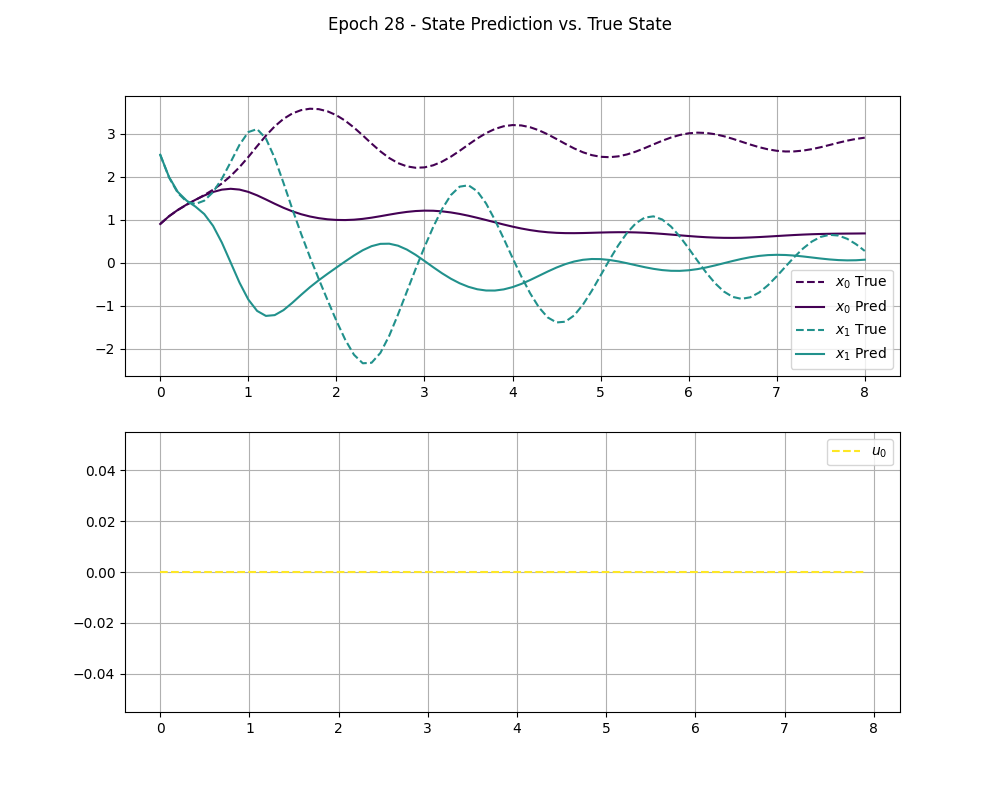 Epoch 28 - State Prediction vs. True State
3
2
1
0
−1
−2
x₀ True
x₀ Pred
x₁ True
x₁ Pred
0 1 2 3 4 5 6 7 8
0.04
0.02
0.00
−0.02
−0.04
u₀
0 1 2 3 4 5 6 7 8